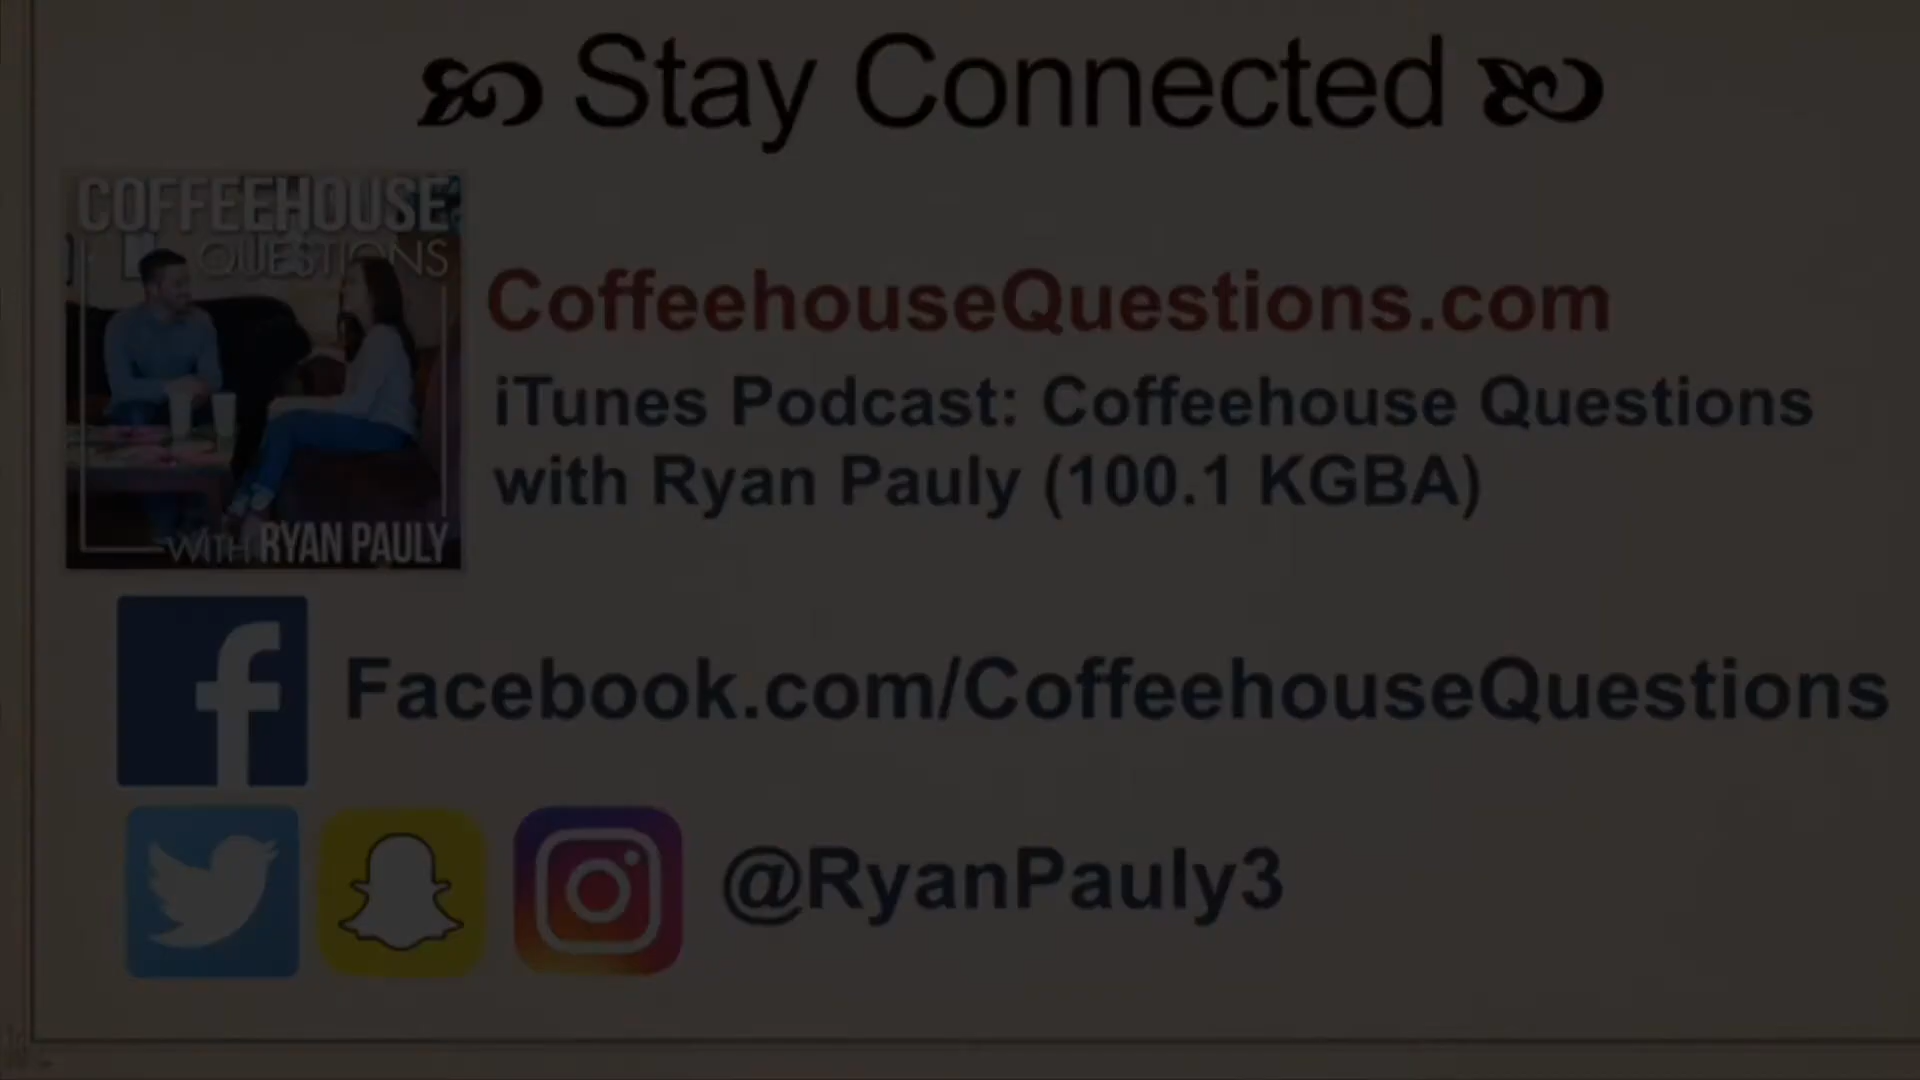 Stay Connected
COFFEEHOUSE
QUESTIONS
WITH RYAN PAULY
CoffeehouseQuestions.com
iTunes Podcast: Coffeehouse Questions
with Ryan Pauly (100.1 KGBA)
Facebook.com/CoffeehouseQuestions
@RyanPauly3